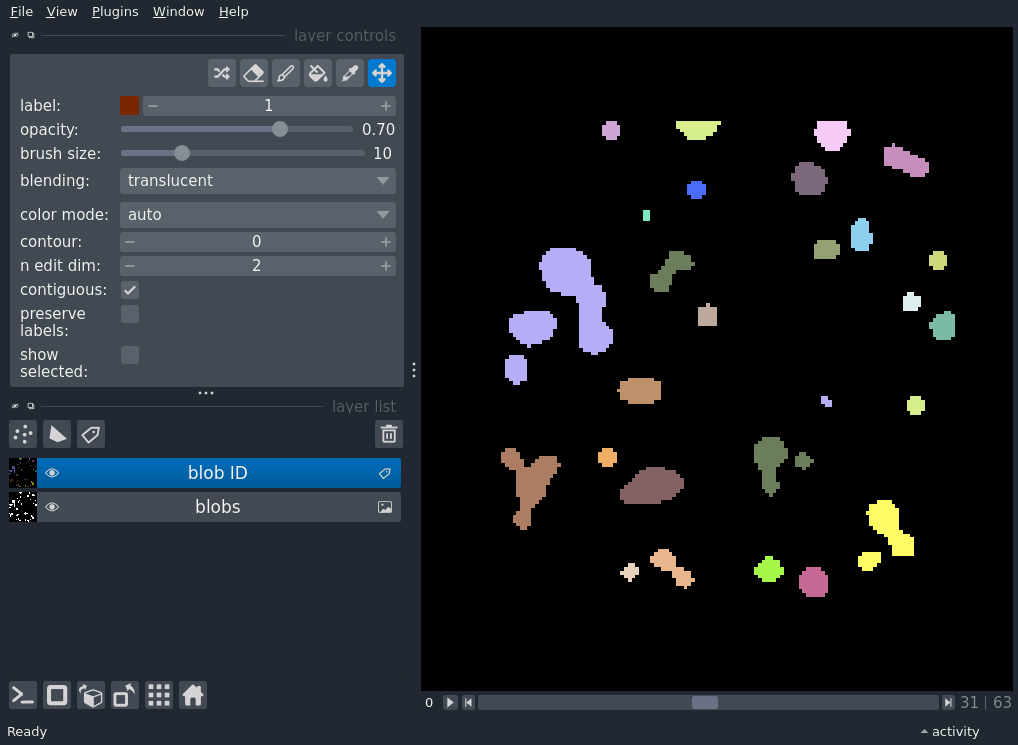 File View Plugins Window Help
layer controls
label: − 1 +
opacity: 0.70
brush size: 10
blending: translucent
color mode: auto
contour: − 0 +
n edit dim: − 2 +
contiguous:
preserve
labels:
show
selected:
layer list
blob ID
blobs
0 31 | 63
Ready activity